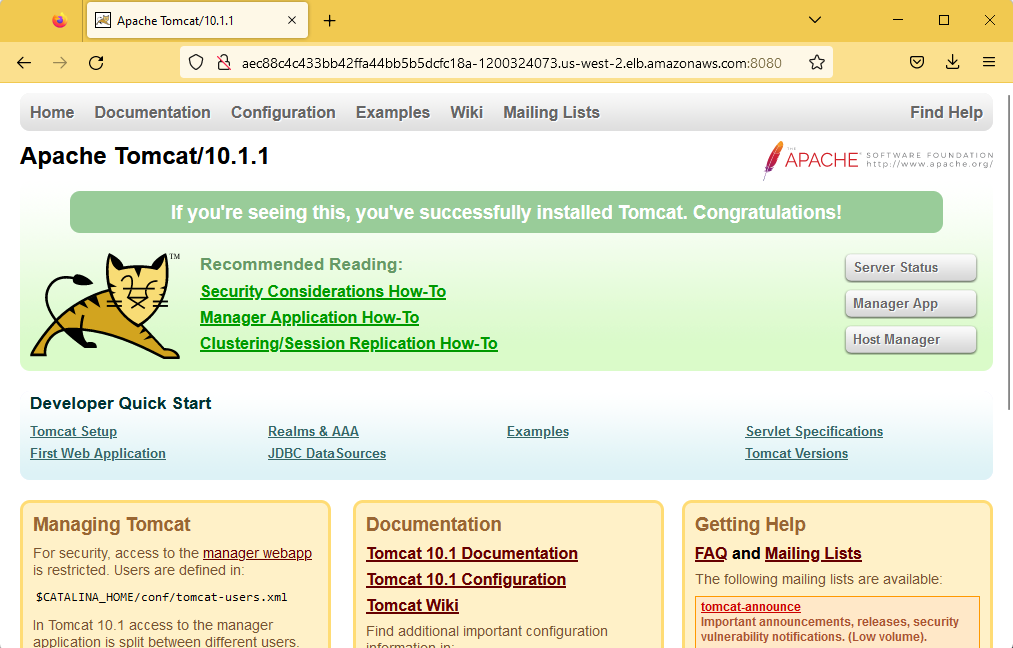 Apache Tomcat/10.1.1
aec88c4c433bb42ffa44bb5b5dcfc18a-1200324073.us-west-2.elb.amazonaws.com:8080
Home Documentation Configuration Examples Wiki Mailing Lists Find Help
Apache Tomcat/10.1.1
THE APACHE® SOFTWARE FOUNDATION
http://www.apache.org/
If you're seeing this, you've successfully installed Tomcat. Congratulations!
TM
Recommended Reading:
Security Considerations How-To
Manager Application How-To
Clustering/Session Replication How-To
Server Status
Manager App
Host Manager
Developer Quick Start
Tomcat Setup
First Web Application
Realms & AAA
JDBC DataSources
Examples
Servlet Specifications
Tomcat Versions
Managing Tomcat
For security, access to the manager webapp
is restricted. Users are defined in:
$CATALINA_HOME/conf/tomcat-users.xml
In Tomcat 10.1 access to the manager
application is split between different users.
Documentation
Tomcat 10.1 Documentation
Tomcat 10.1 Configuration
Tomcat Wiki
Find additional important configuration
information in:
Getting Help
FAQ and Mailing Lists
The following mailing lists are available:
tomcat-announce
Important announcements, releases, security
vulnerability notifications. (Low volume).